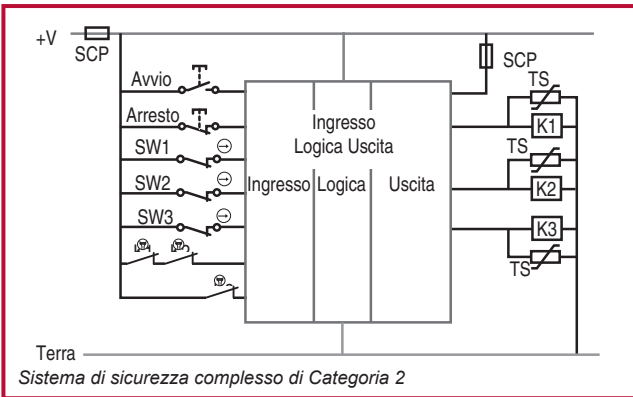 +V
SCP
SCP
Avvio
TS
Arresto
Ingresso
Logica Uscita
K1
SW1
TS
SW2
Ingresso
Logica
Uscita
K2
SW3
K3
TS
Terra
Sistema di sicurezza complesso di Categoria 2